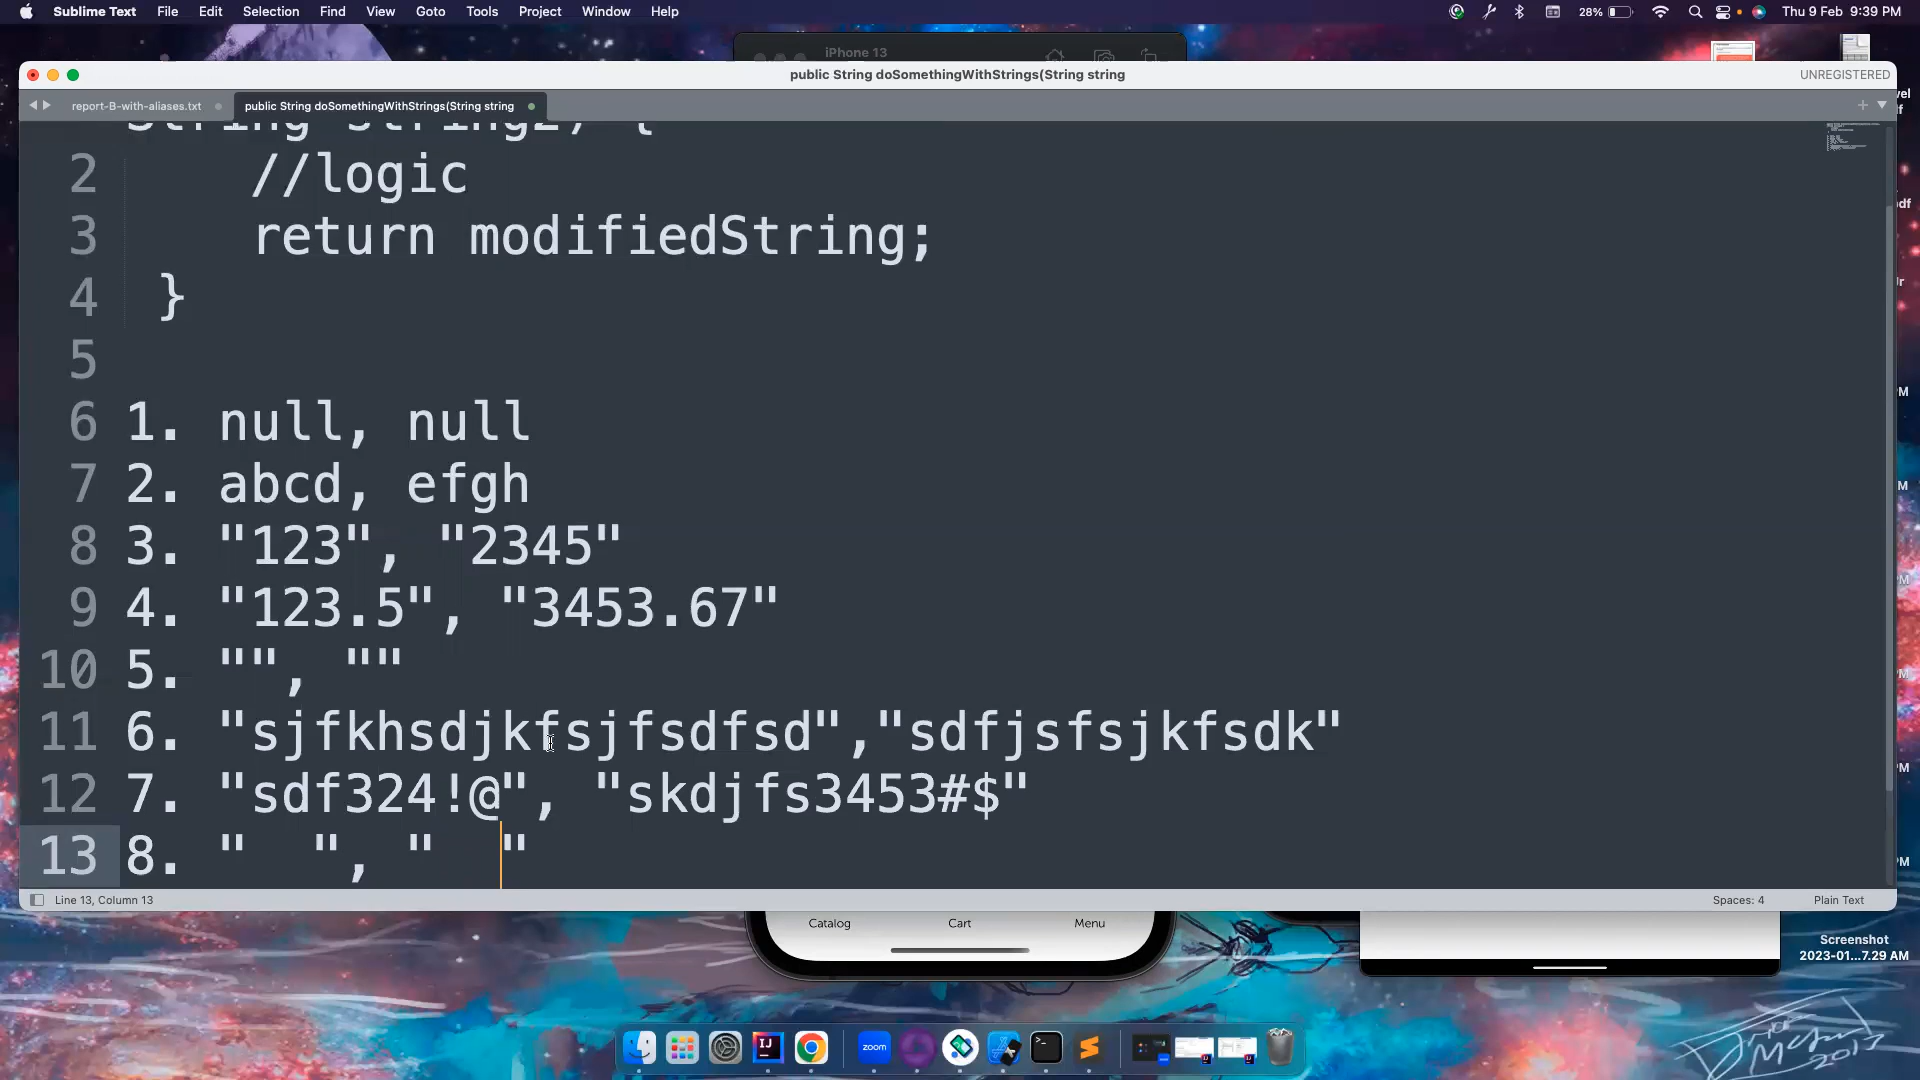 Sublime Text File Edit Selection Find View Goto Tools Project Window Help 28% Thu 9 Feb 9:39 PM
iPhone 13
public String doSomethingWithStrings(String string UNREGISTERED
report-B-with-aliases.txt public String doSomethingWithStrings(String string
String string2) {
2 //logic
3 return modifiedString;
4 }
5
6 1. null, null
7 2. abcd, efgh
8 3. "123", "2345"
9 4. "123.5", "3453.67"
10 5. "", ""
11 6. "sjfkhsdjkfsjfsdfsd","sdfjsfsjkfsdk"
12 7. "sdf324!@", "skdjfs3453#$"
13 8. "   ", "   "
Line 13, Column 13 Spaces: 4 Plain Text
Catalog Cart Menu
Screenshot
2023-01...7.29 AM
zoom
2013